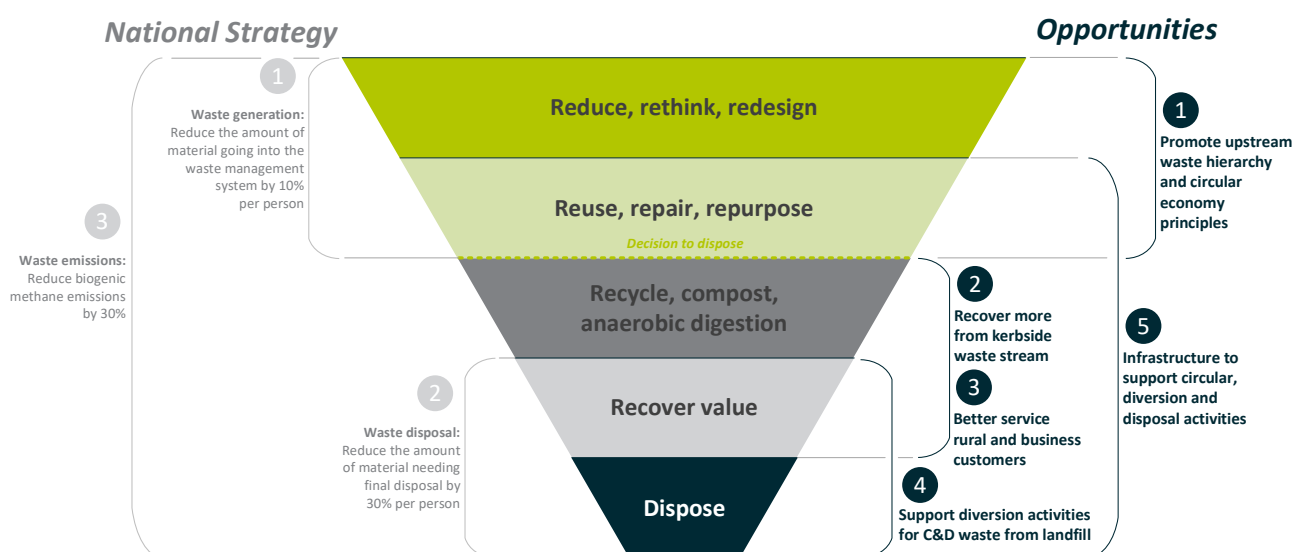 National Strategy
Opportunities
1
Waste generation:
Reduce the amount of
material going into the
waste management
system by 10%
per person
3
Waste emissions:
Reduce biogenic
methane emissions
by 30%
2
Waste disposal:
Reduce the amount
of material needing
final disposal by
30% per person
Reduce, rethink, redesign
Reuse, repair, repurpose
Decision to dispose
Recycle, compost,
anaerobic digestion
Recover value
Dispose
1
Promote upstream
waste hierarchy
and circular
economy
principles
2
Recover more
from kerbside
waste stream
3
Better service
rural and business
customers
4
Support diversion activities
for C&D waste from landfill
5
Infrastructure to
support circular,
diversion and
disposal activities